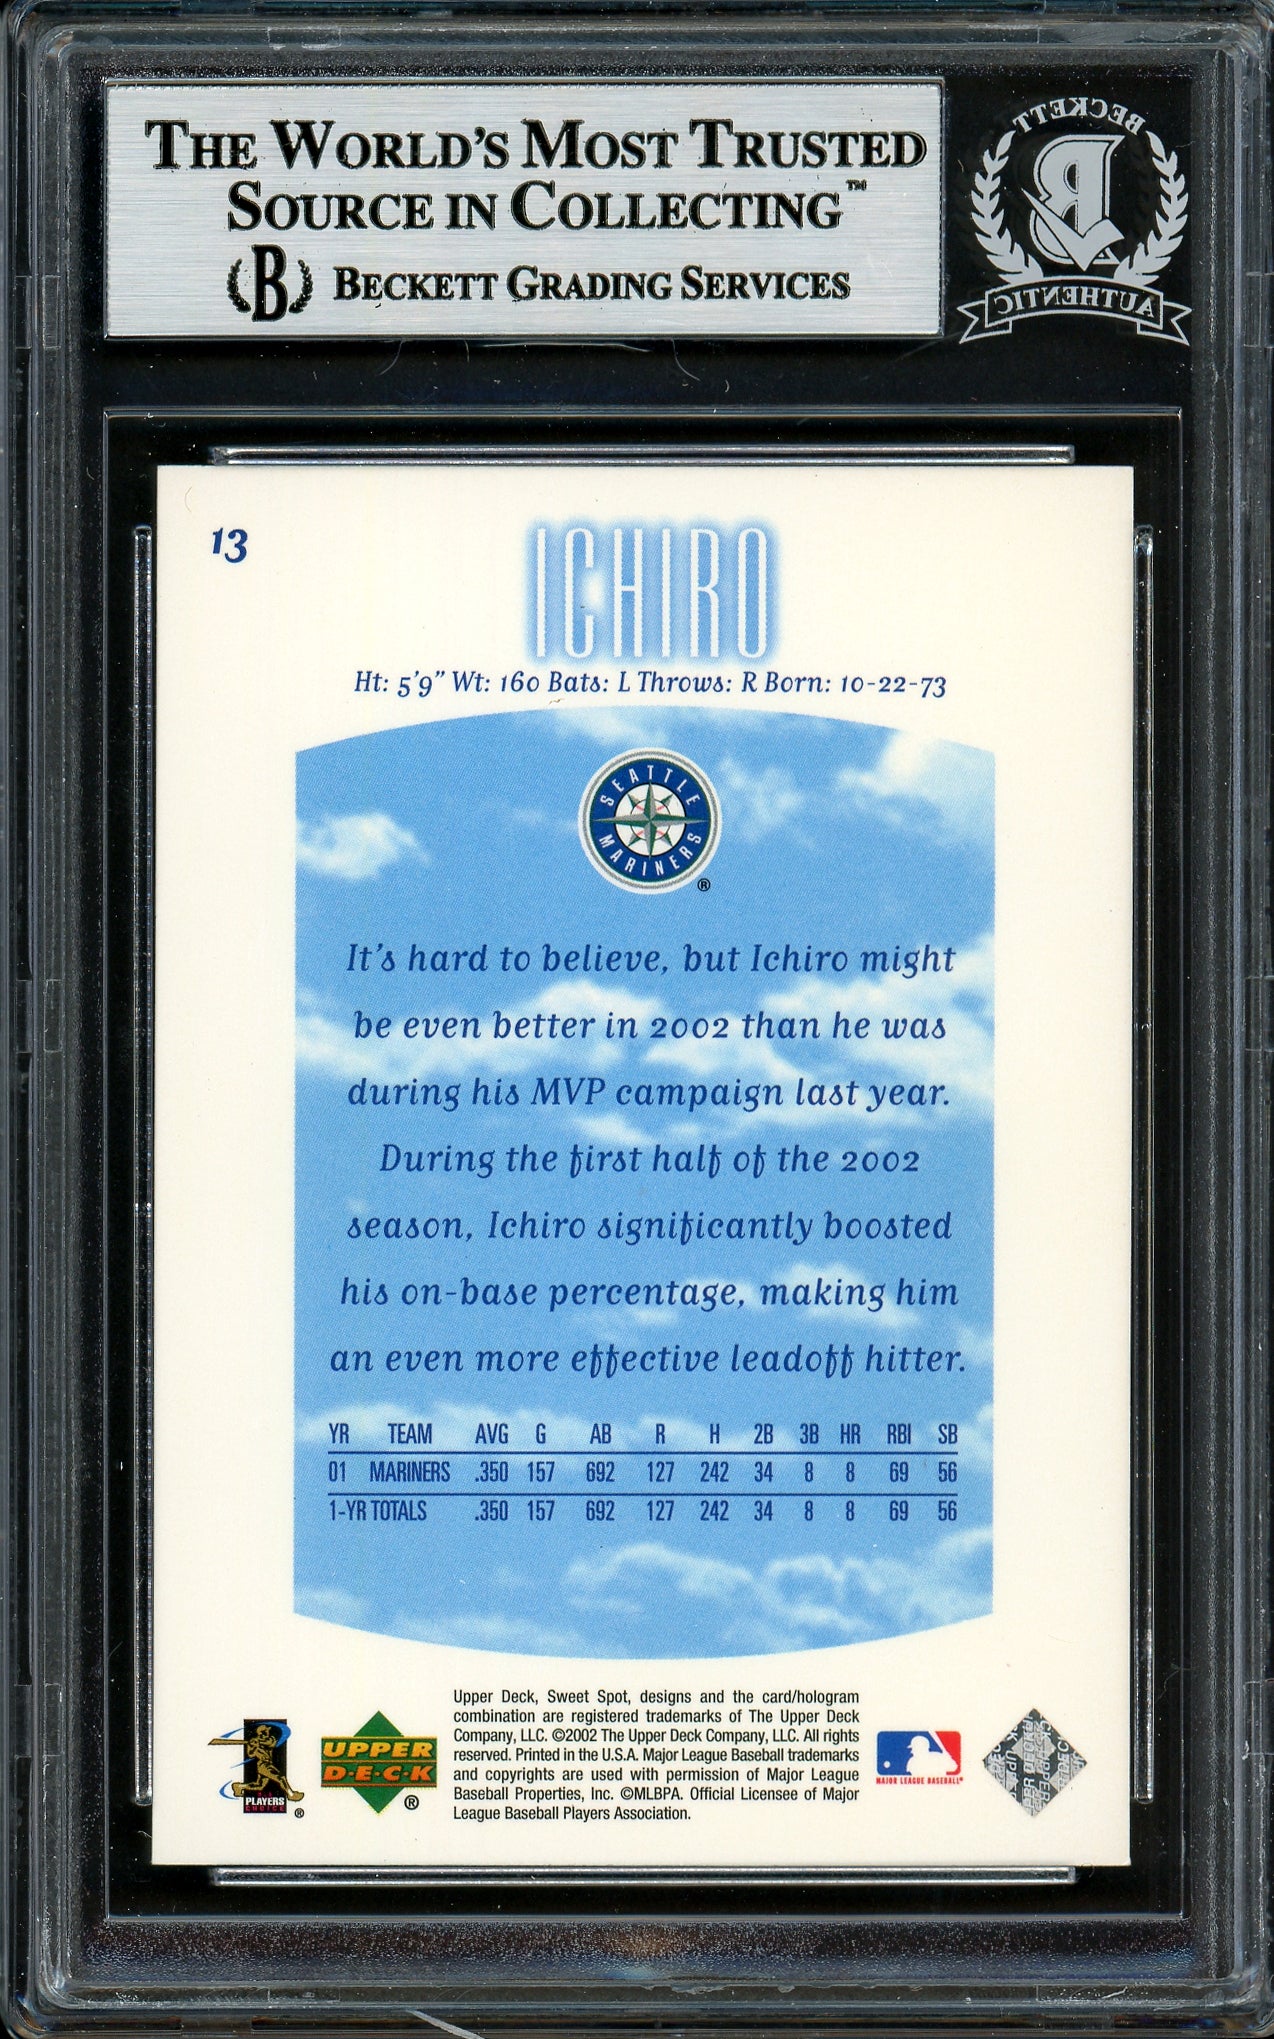 THE WORLD'S MOST TRUSTED
SOURCE IN COLLECTING™
B BECKETT GRADING SERVICES
BECKETT
B
AUTHENTIC
13
ICHIRO
Ht: 5'9" Wt: 160 Bats: L Throws: R Born: 10-22-73
SEATTLE
MARINERS
®
It's hard to believe, but Ichiro might
be even better in 2002 than he was
during his MVP campaign last year.
During the first half of the 2002
season, Ichiro significantly boosted
his on-base percentage, making him
an even more effective leadoff hitter.
YR TEAM AVG G AB R H 2B 3B HR RBI SB
01 MARINERS .350 157 692 127 242 34 8 8 69 56
1-YR TOTALS .350 157 692 127 242 34 8 8 69 56
Upper Deck, Sweet Spot, designs and the card/hologram
combination are registered trademarks of The Upper Deck
Company, LLC. ©2002 The Upper Deck Company, LLC. All rights
reserved. Printed in the U.S.A. Major League Baseball trademarks
and copyrights are used with permission of Major League
Baseball Properties, Inc. ©MLBPA. Official Licensee of Major
League Baseball Players Association.
PLAYERS
CHOICE
®
UPPER
D·E·C·K
®
MAJOR LEAGUE BASEBALL®